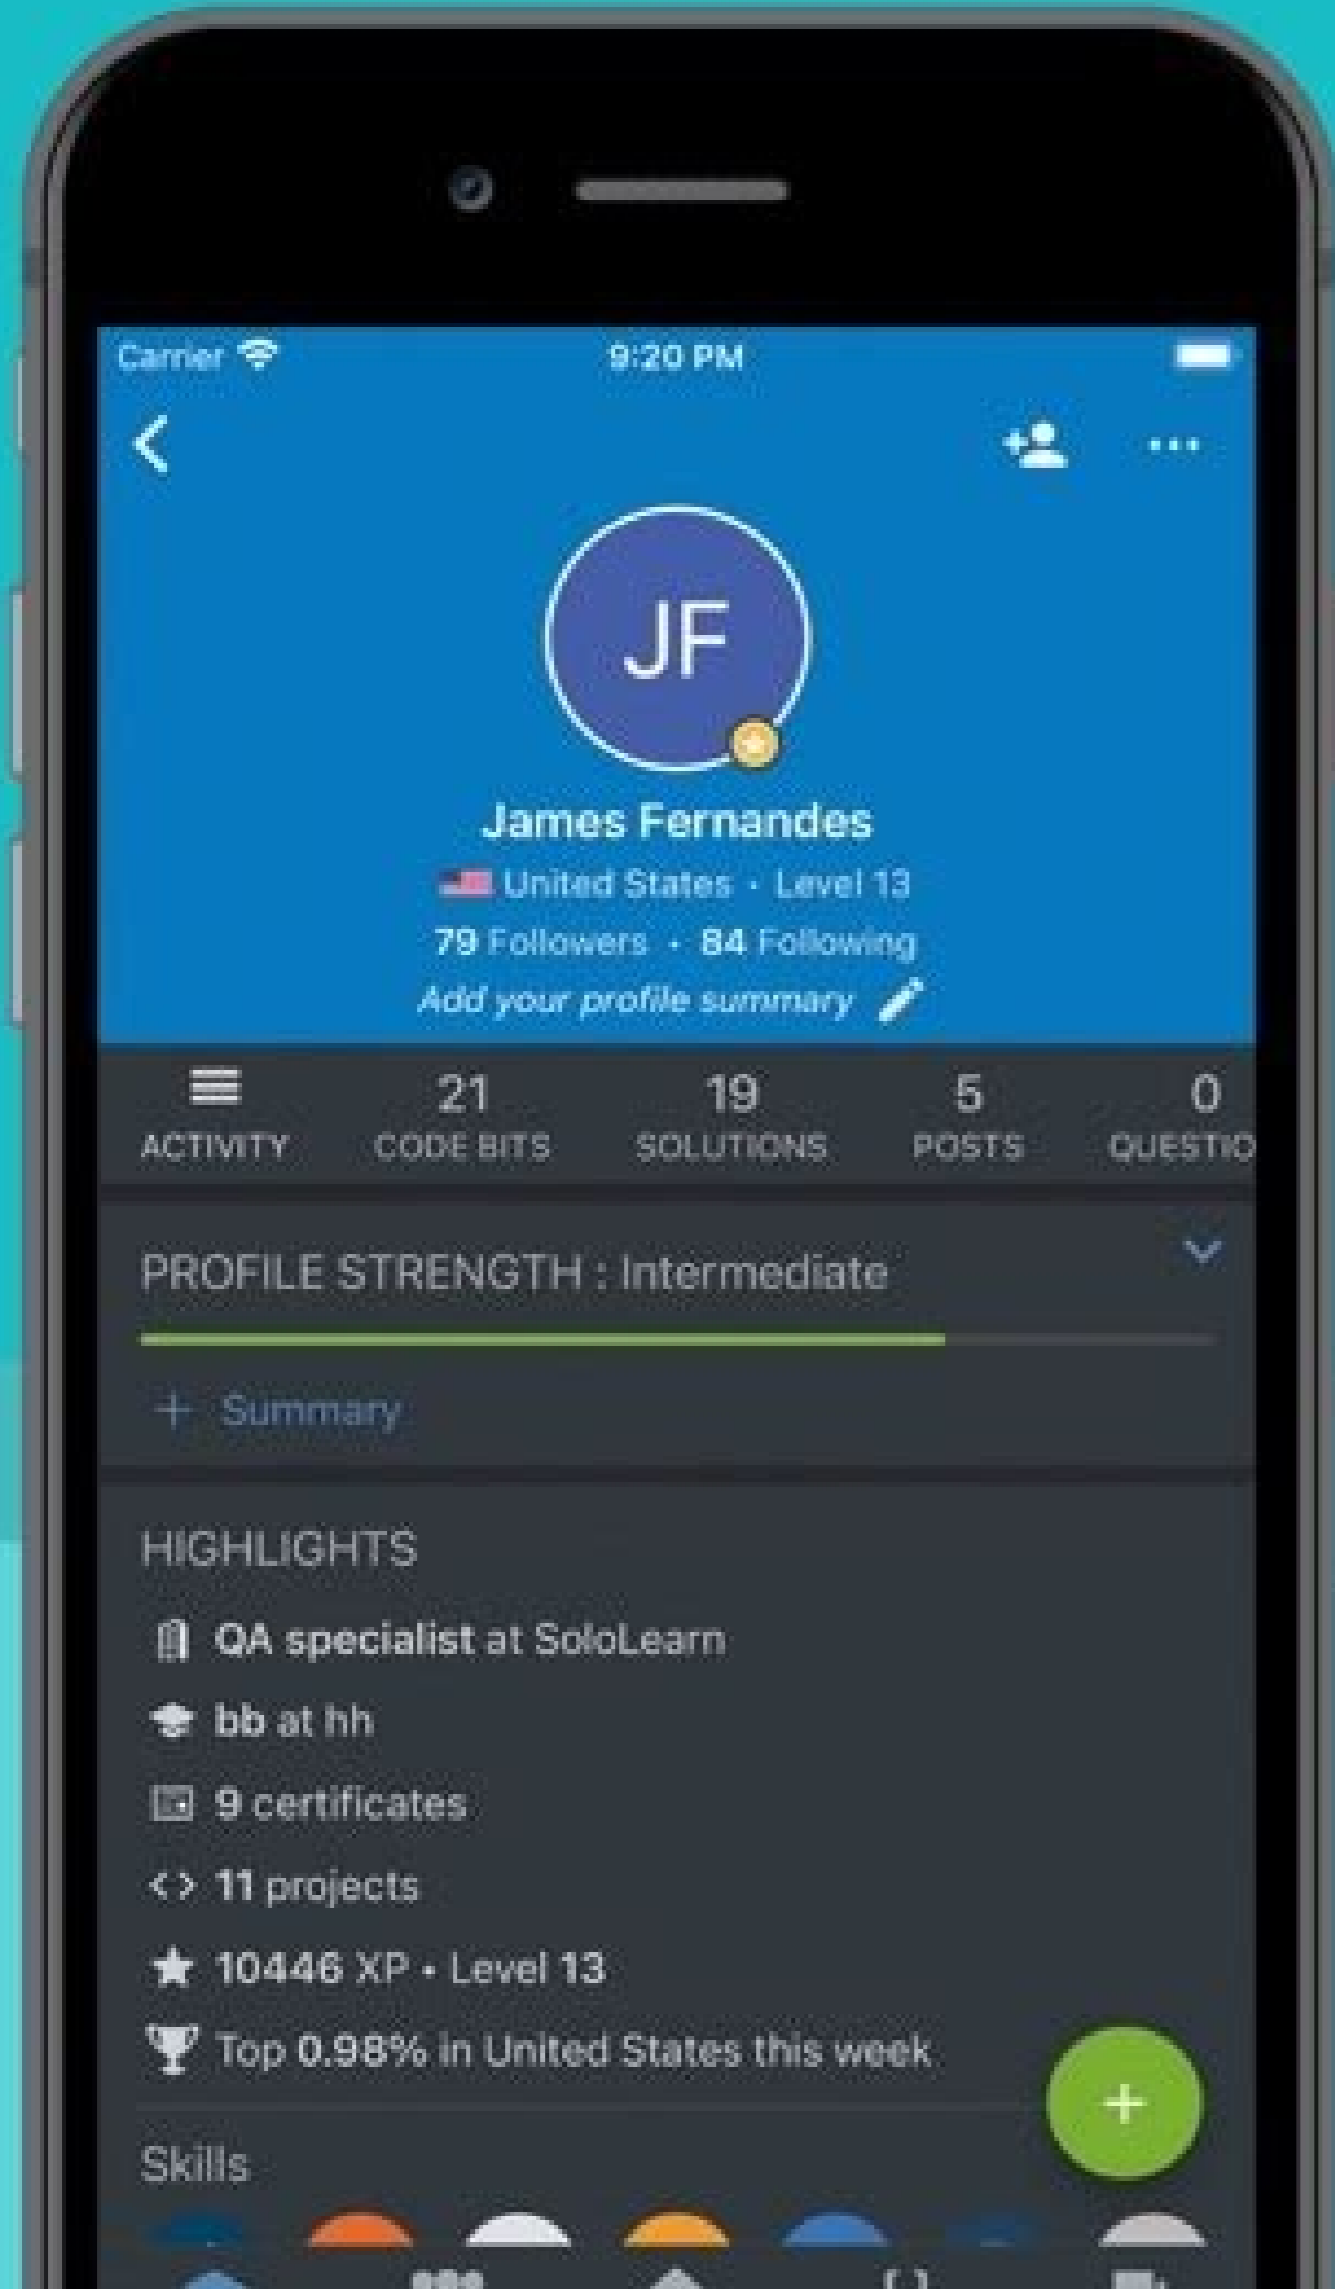 Carrier 9:20 PM
JF
James Fernandes
United States • Level 13
79 Followers • 84 Following
Add your profile summary
21 19 5 0
ACTIVITY CODE BITS SOLUTIONS POSTS QUESTIO
PROFILE STRENGTH : Intermediate
+ Summary
HIGHLIGHTS
QA specialist at SoloLearn
bb at hh
9 certificates
<> 11 projects
10446 XP • Level 13
Top 0.98% in United States this week
+
Skills